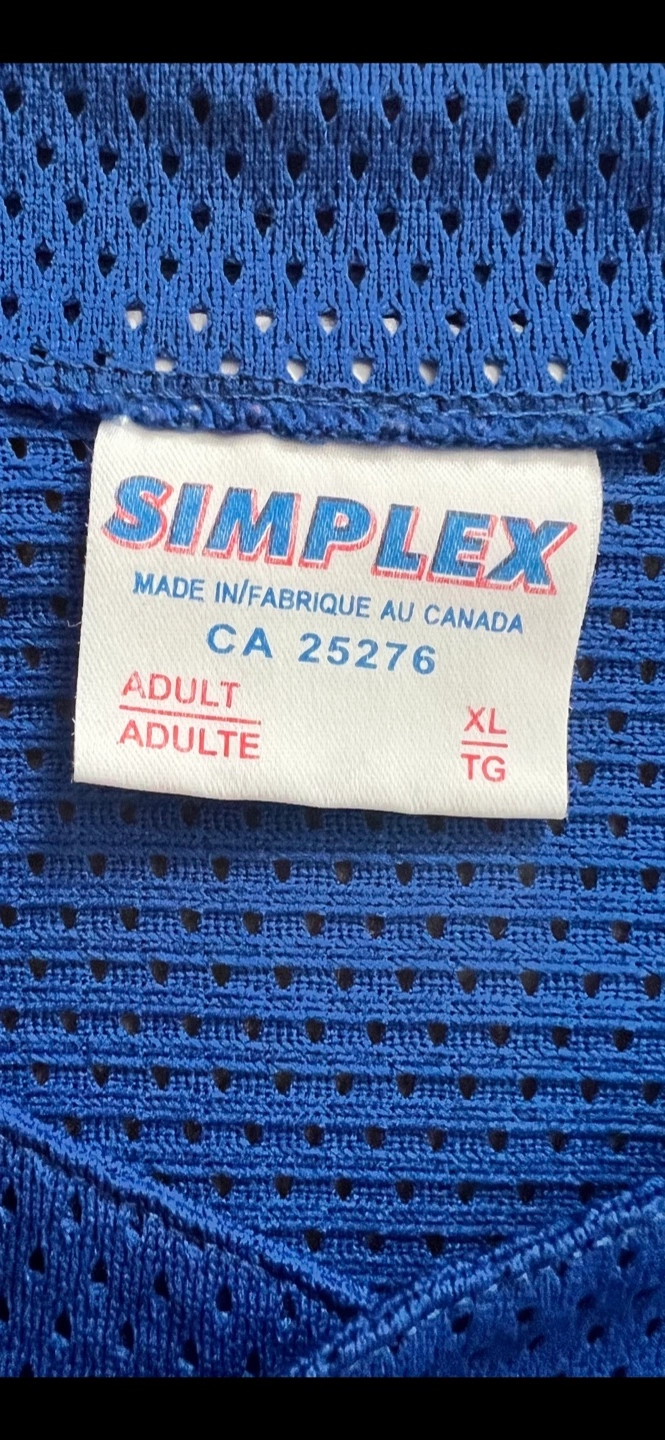 SIMPLEX
MADE IN/FABRIQUE AU CANADA
CA 25276
ADULT
ADULTE
XL
TG